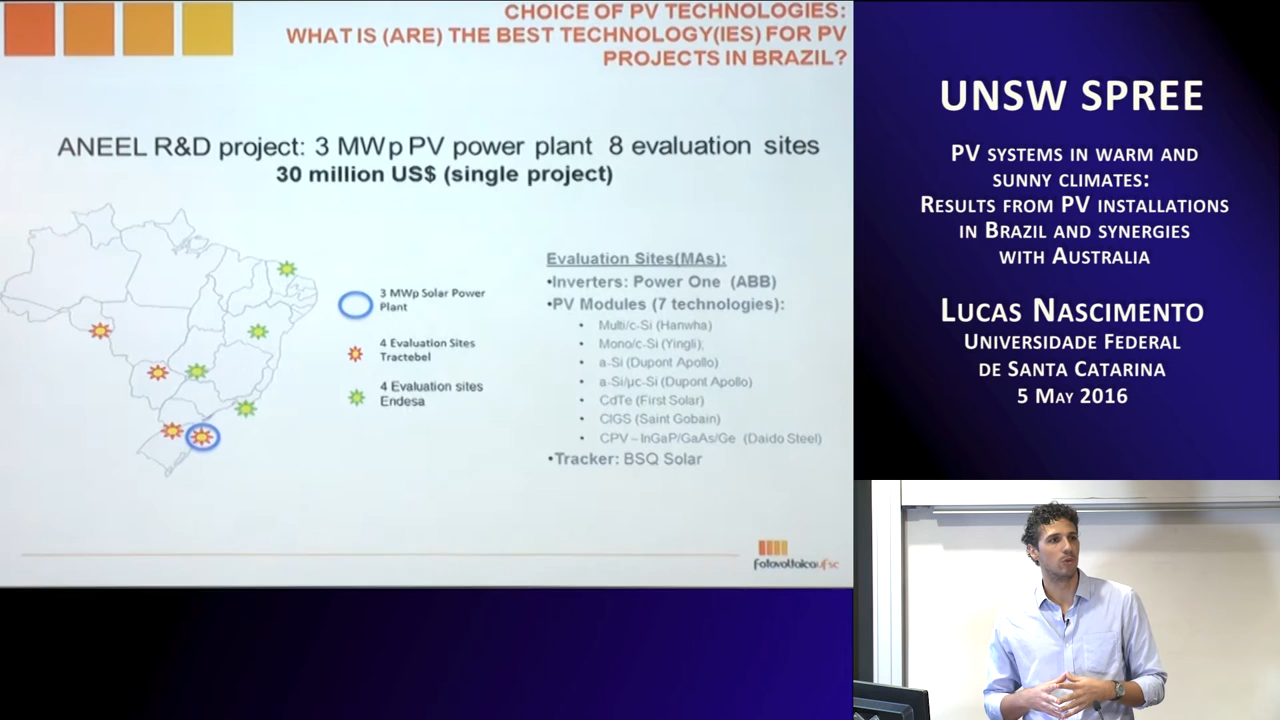 CHOICE OF PV TECHNOLOGIES:
WHAT IS (ARE) THE BEST TECHNOLOGY(IES) FOR PV
PROJECTS IN BRAZIL?
ANEEL R&D project: 3 MWp PV power plant 8 evaluation sites
30 million US$ (single project)
3 MWp Solar Power
Plant
4 Evaluation Sites
Tractebel
4 Evaluation sites
Endesa
Evaluation Sites(MAs):
•Inverters: Power One (ABB)
•PV Modules (7 technologies):
• Multi/c-Si (Hanwha)
• Mono/c-Si (Yingli);
• a-Si (Dupont Apollo)
• a-Si/µc-Si (Dupont Apollo)
• CdTe (First Solar)
• CIGS (Saint Gobain)
• CPV – InGaP/GaAs/Ge (Daido Steel)
•Tracker: BSQ Solar
fotovoltaicaufsc
UNSW SPREE
PV SYSTEMS IN WARM AND
SUNNY CLIMATES:
RESULTS FROM PV INSTALLATIONS
IN BRAZIL AND SYNERGIES
WITH AUSTRALIA
LUCAS NASCIMENTO
UNIVERSIDADE FEDERAL
DE SANTA CATARINA
5 MAY 2016